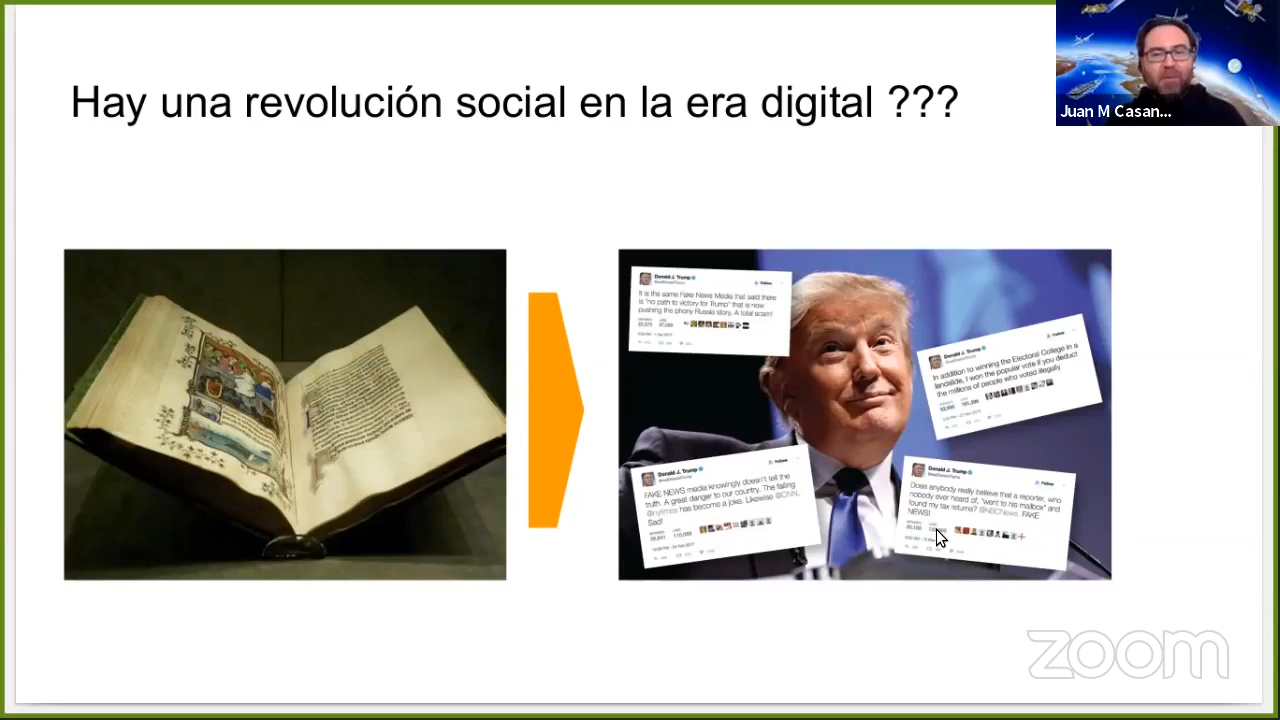 Hay una revolución social en la era digital ???
Juan M Casan...
Donald J. Trump
Follow
It is the same Fake News Media that said there
is "no path to victory for Trump" that is now
pushing the phony Russia story. A total scam!
Donald J. Trump
Follow
In addition to winning the Electoral College in a
landslide, I won the popular vote if you deduct
the millions of people who voted illegally
Donald J. Trump
Follow
FAKE NEWS media knowingly doesn't tell the
truth. A great danger to our country. The failing
@nytimes has become a joke. Likewise @CNN.
Sad!
Donald J. Trump
Follow
Does anybody really believe that a reporter, who
nobody ever heard of, "went to his mailbox" and
found my tax returns? @NBCNews FAKE
NEWS!
zoom